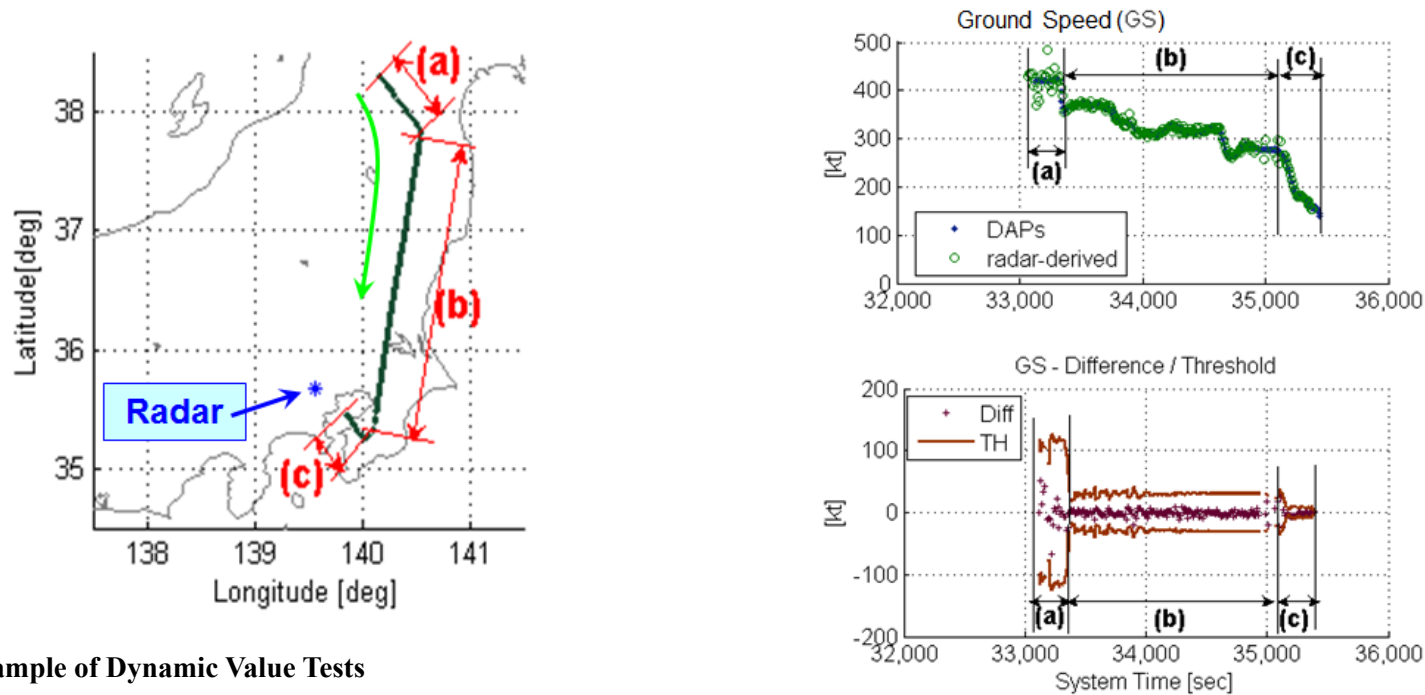 (a)
38
37
36
35
Latitude[deg]
(b)
Radar
(c)
138
139
140
141
Longitude [deg]
ample of Dynamic Value Tests
Ground Speed (GS)
500
400
300
200
100
0
[kt]
(a)
(b)
(c)
DAPs
radar-derived
32,000
33,000
34,000
35,000
36,000
GS - Difference / Threshold
200
100
0
-100
-200
[kt]
Diff
TH
(a)
(b)
(c)
32,000
33,000
34,000
35,000
36,000
System Time [sec]